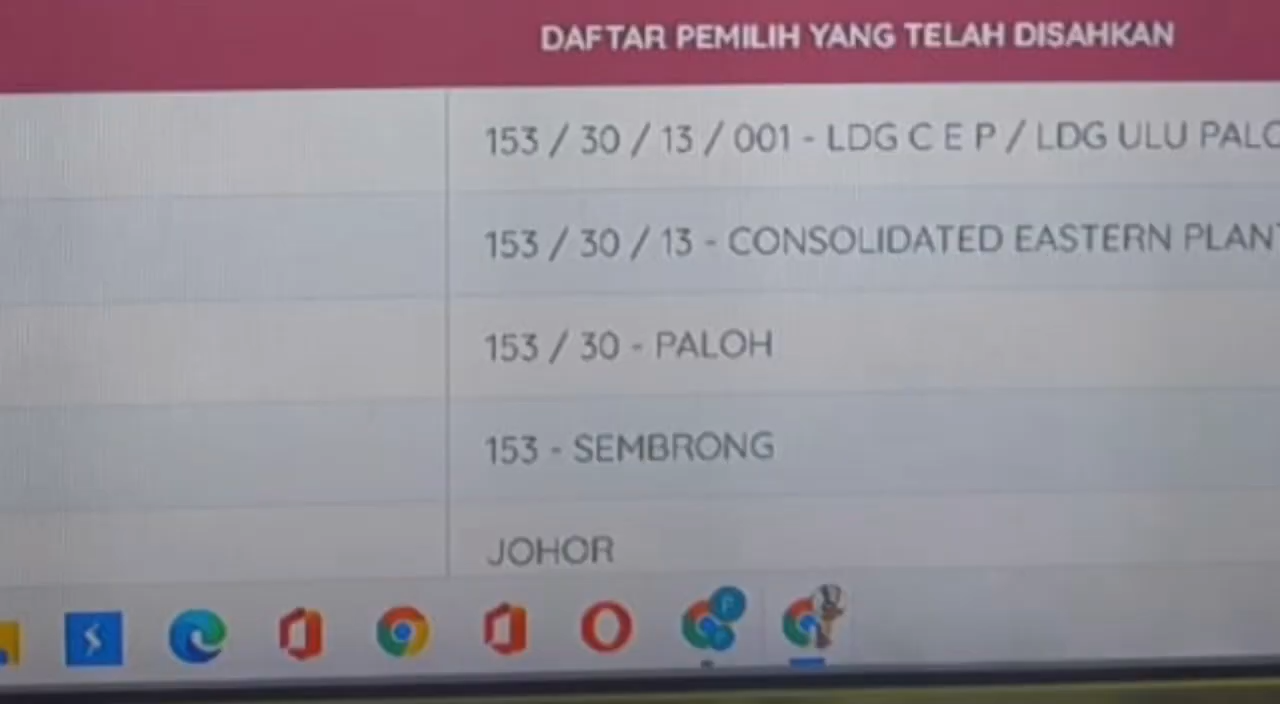 DAFTAR PEMILIH YANG TELAH DISAHKAN
153 / 30 / 13 / 001 - LDG C E P / LDG ULU
153 / 30 / 13 - CONSOLIDATED EASTERN
153 / 30 - PALOH
153 - SEMBRONG
JOHOR